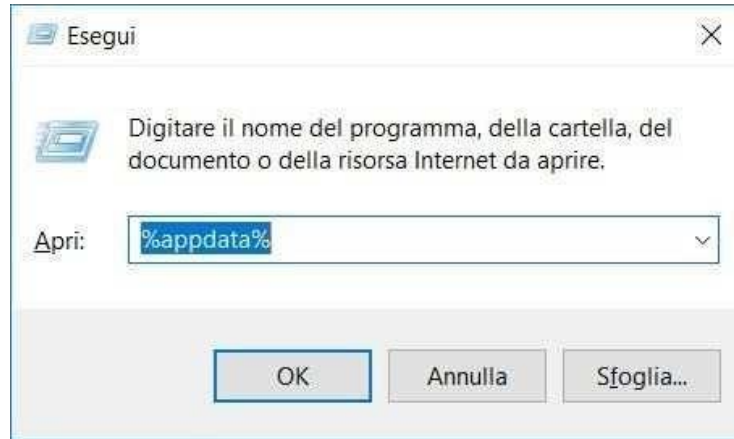 Esegui
Digitare il nome del programma, della cartella, del
documento o della risorsa Internet da aprire.
Apri: %appdata%
OK Annulla Sfoglia...